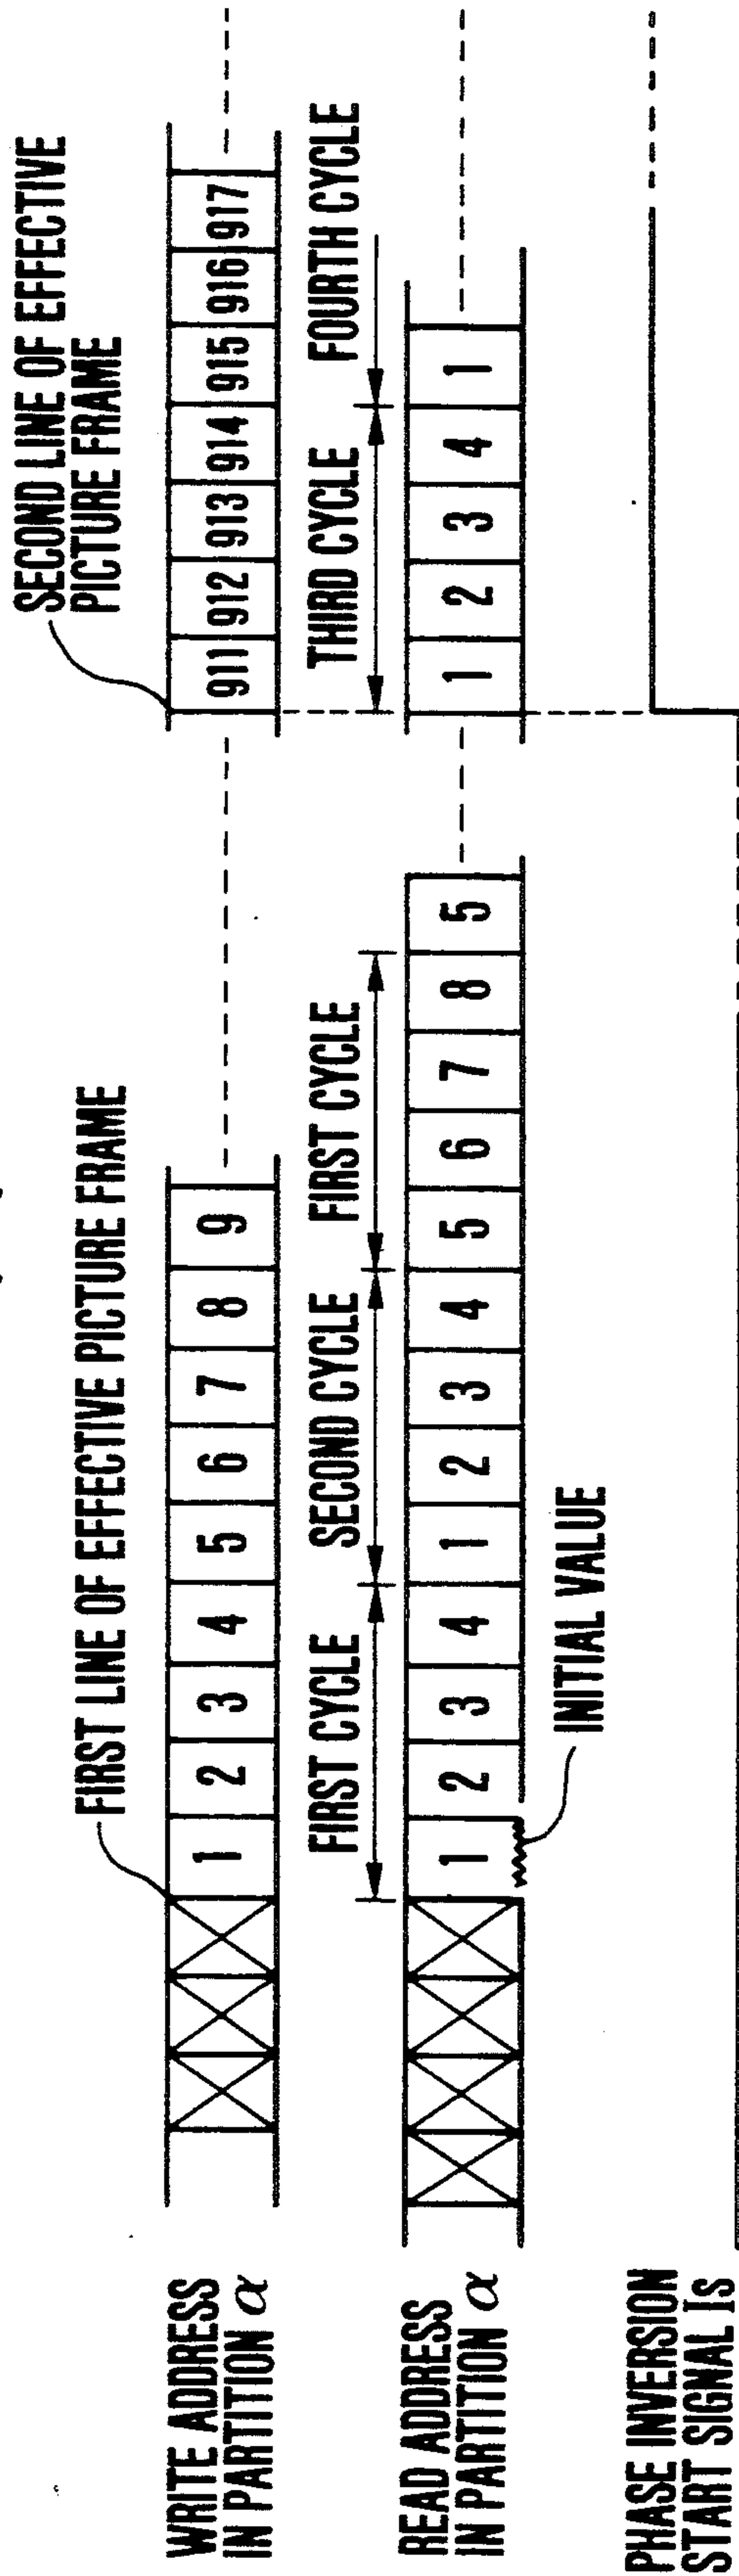 SECOND LINE OF EFFECTIVE
PICTURE FRAME
FIRST LINE OF EFFECTIVE PICTURE FRAME
WRITE ADDRESS
IN PARTITION α
1 2 3 4 5 6 7 8 9 911 912 913 914 915 916 917
FIRST CYCLE SECOND CYCLE FIRST CYCLE THIRD CYCLE FOURTH CYCLE
READ ADDRESS
IN PARTITION α
1 2 3 4 1 2 3 4 5 6 7 8 5 1 2 3 4 1
INITIAL VALUE
PHASE INVERSION
START SIGNAL Is